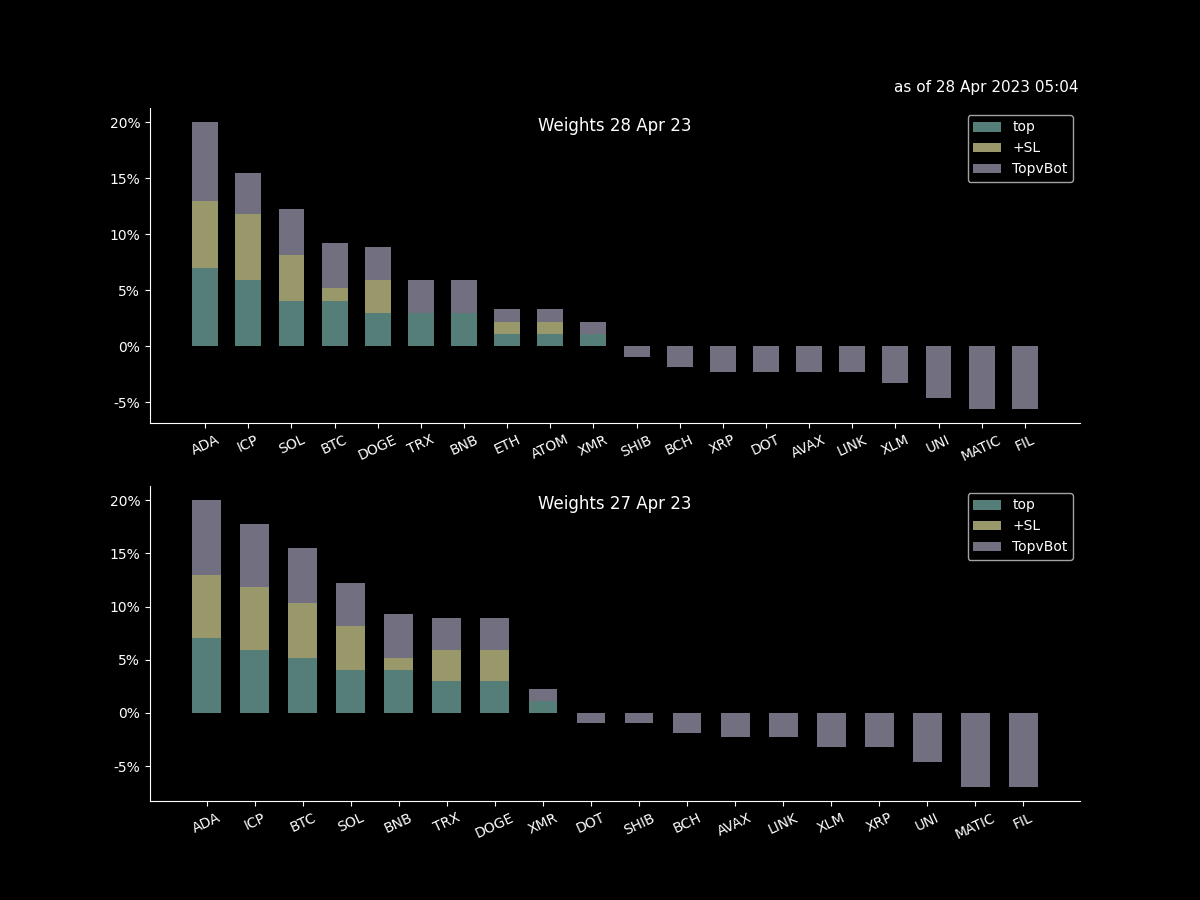 as of 28 Apr 2023 05:04
Weights 28 Apr 23
top
+SL
TopvBot
20%
15%
10%
5%
0%
-5%
ADA ICP SOL BTC DOGE TRX BNB ETH ATOM XMR SHIB BCH XRP DOT AVAX LINK XLM UNI MATIC FIL
Weights 27 Apr 23
top
+SL
TopvBot
20%
15%
10%
5%
0%
-5%
ADA ICP BTC SOL BNB TRX DOGE XMR DOT SHIB BCH AVAX LINK XLM XRP UNI MATIC FIL